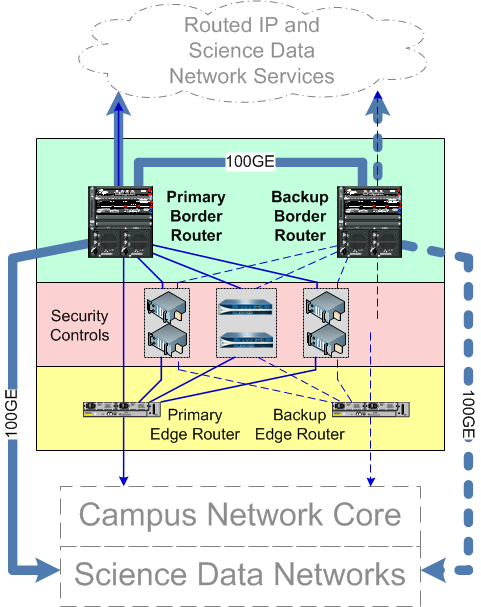 Routed IP and
Science Data
Network Services
100GE
Primary
Border
Router
Backup
Border
Router
Security
Controls
100GE
100GE
Primary
Edge Router
Backup
Edge Router
Campus Network Core
Science Data Networks